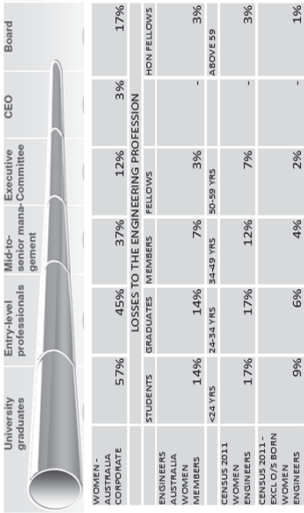 University graduates
Entry-level professionals
Mid-to-senior mana-gement
Executive Committee
CEO
Board
WOMEN - AUSTRALIA CORPORATE 57% 45% 37% 12% 3% 17%
LOSSES TO THE ENGINEERING PROFESSION
STUDENTS GRADUATES MEMBERS FELLOWS HON FELLOWS
ENGINEERS AUSTRALIA WOMEN MEMBERS 14% 14% 7% 3% - 3%
<24 YRS 24-34 YRS 34-49 YRS 50-59 YRS ABOVE 59
CENSUS 2011 WOMEN ENGINEERS 17% 17% 12% 7% - 3%
CENSUS 2011 - EXCL O/S BORN WOMEN ENGINEERS 9% 6% 4% 2% - 1%